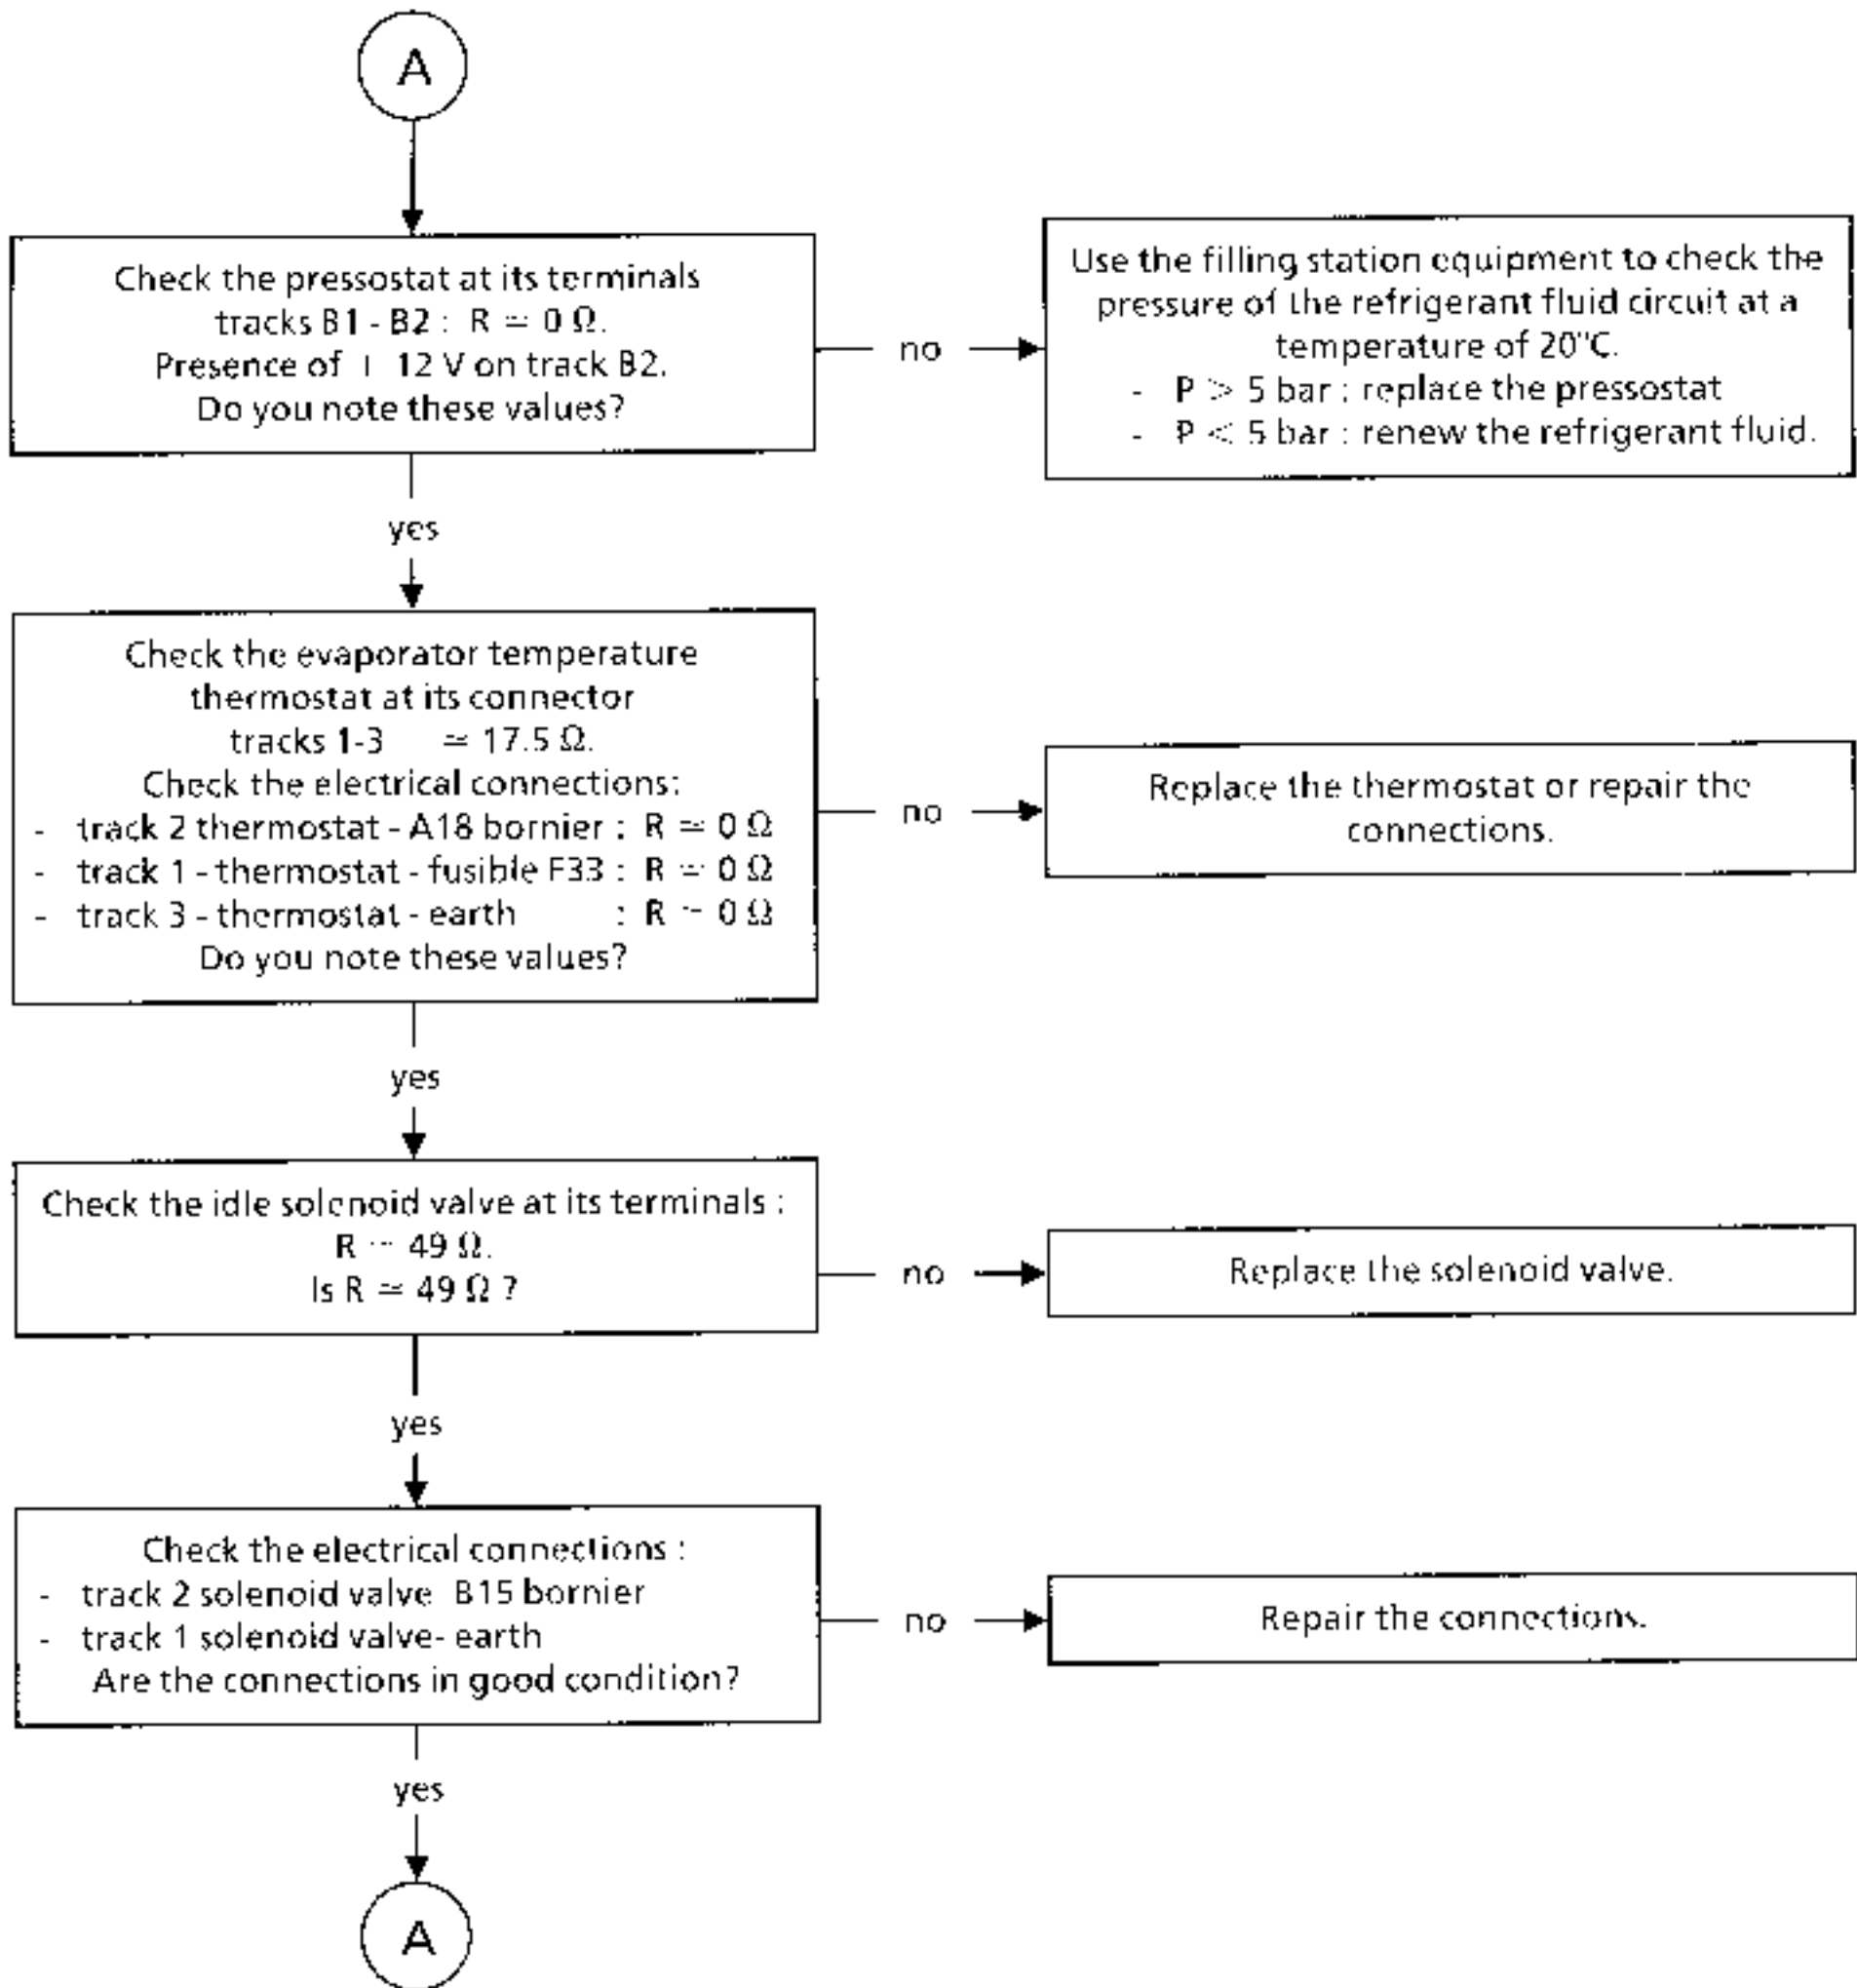 A
Check the pressostat at its terminals
tracks B1 - B2 : R ≃ 0 Ω.
Presence of + 12 V on track B2.
Do you note these values?
no
Use the filling station equipment to check the
pressure of the refrigerant fluid circuit at a
temperature of 20°C.
- P > 5 bar : replace the pressostat
- P < 5 bar : renew the refrigerant fluid.
yes
Check the evaporator temperature
thermostat at its connector
tracks 1-3 ≃ 17.5 Ω.
Check the electrical connections:
- track 2 thermostat - A18 bornier : R ≃ 0 Ω
- track 1 - thermostat - fusible F33 : R ≃ 0 Ω
- track 3 - thermostat - earth : R ≃ 0 Ω
Do you note these values?
no
Replace the thermostat or repair the
connections.
yes
Check the idle solenoid valve at its terminals :
R ≃ 49 Ω.
Is R ≃ 49 Ω ?
no
Replace the solenoid valve.
yes
Check the electrical connections :
- track 2 solenoid valve B15 bornier
- track 1 solenoid valve- earth
Are the connections in good condition?
no
Repair the connections.
yes
A